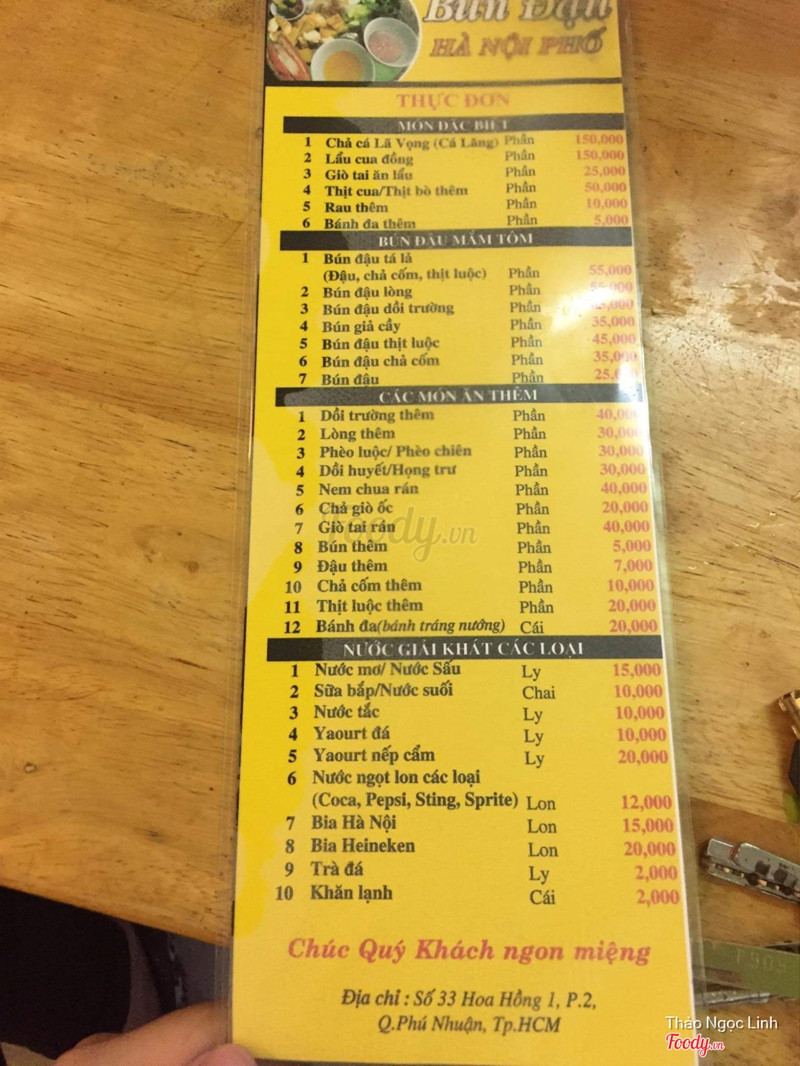 Bún Đậu
HÀ NỘI PHỐ
THỰC ĐƠN
MÓN ĐẶC BIỆT
1 Chả cá Lã Vọng (Cá Lăng) Phần 150,000
2 Lẩu cua đồng Phần 150,000
3 Giò tai ăn lẩu Phần 25,000
4 Thịt cua/Thịt bò thêm Phần 50,000
5 Rau thêm Phần 10,000
6 Bánh đa thêm Phần 5,000
BÚN ĐẬU MẮM TÔM
1 Bún đậu tá lả
(Đậu, chả cốm, thịt luộc) Phần 55,000
2 Bún đậu lòng Phần
3 Bún đậu dồi trường Phần
4 Bún giả cầy Phần 35,000
5 Bún đậu thịt luộc Phần 45,000
6 Bún đậu chả cốm Phần 35,000
7 Bún đậu Phần
CÁC MÓN ĂN THÊM
1 Dồi trường thêm Phần 40,000
2 Lòng thêm Phần 30,000
3 Phèo luộc/ Phèo chiên Phần 30,000
4 Dồi huyết/Họng trư Phần 30,000
5 Nem chua rán Phần 40,000
6 Chả giò ốc Phần 20,000
7 Giò tai rán Phần 40,000
8 Bún thêm Phần 5,000
9 Đậu thêm Phần 7,000
10 Chả cốm thêm Phần 10,000
11 Thịt luộc thêm Phần 20,000
12 Bánh đa(bánh tráng nướng) Cái 20,000
NƯỚC GIẢI KHÁT CÁC LOẠI
1 Nước mơ/ Nước Sấu Ly 15,000
2 Sữa bắp/Nước suối Chai 10,000
3 Nước tắc Ly 10,000
4 Yaourt đá Ly 10,000
5 Yaourt nếp cẩm Ly 20,000
6 Nước ngọt lon các loại
(Coca, Pepsi, Sting, Sprite) Lon 12,000
7 Bia Hà Nội Lon 15,000
8 Bia Heineken Lon 20,000
9 Trà đá Ly 2,000
10 Khăn lạnh Cái 2,000
Chúc Quý Khách ngon miệng
Địa chỉ : Số 33 Hoa Hồng 1, P.2,
Q.Phú Nhuận, Tp.HCM
Foody.vn
Thảo Ngọc Linh
Foody.vn